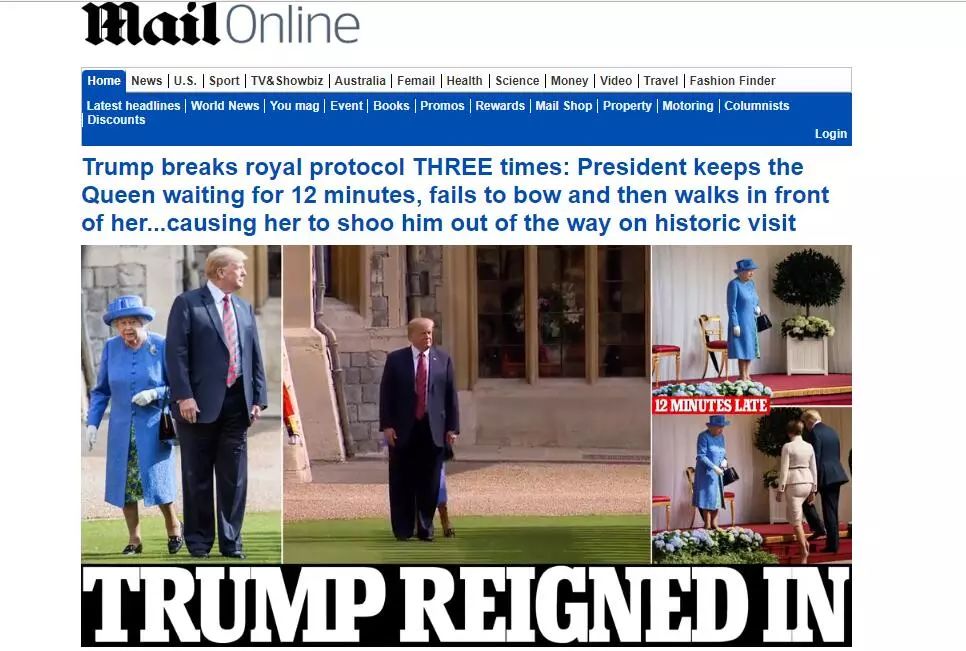 Mail Online
Home News U.S. Sport TV&Showbiz Australia Femail Health Science Money Video Travel Fashion Finder
Latest headlines World News You mag Event Books Promos Rewards Mail Shop Property Motoring Columnists
Discounts
Login
Trump breaks royal protocol THREE times: President keeps the
Queen waiting for 12 minutes, fails to bow and then walks in front
of her...causing her to shoo him out of the way on historic visit
12 MINUTES LATE
TRUMP REIGNED IN